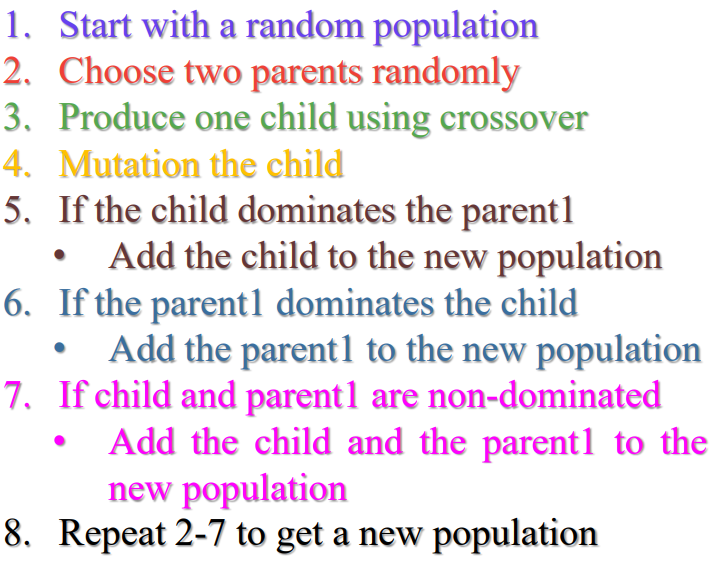 1. Start with a random population
2. Choose two parents randomly
3. Produce one child using crossover
4. Mutation the child
5. If the child dominates the parent1
• Add the child to the new population
6. If the parent1 dominates the child
• Add the parent1 to the new population
7. If child and parent1 are non-dominated
• Add the child and the parent1 to the
new population
8. Repeat 2-7 to get a new population